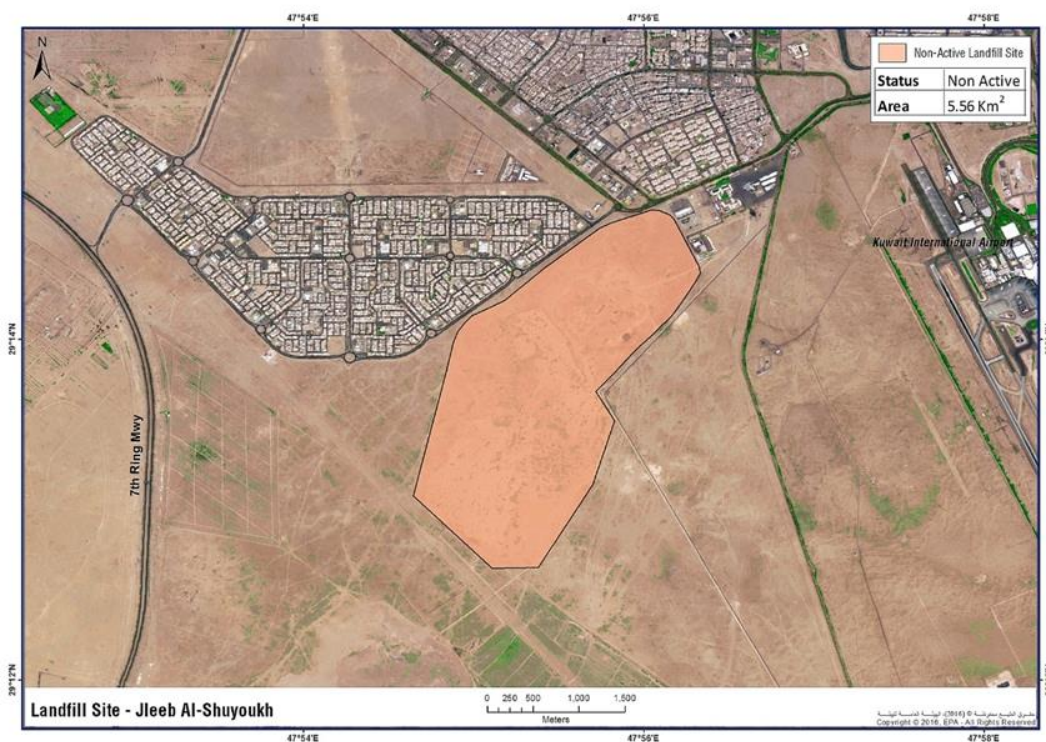 47°54'E
47°56'E
47°58'E
N
Non-Active Landfill Site
Status Non Active
Area 5.56 Km²
Kuwait International Airport
29°14'N
7th Ring Mwy
29°12'N
Landfill Site - Jleeb Al-Shuyoukh
0 250 500 1,000 1,500
Meters
Copyright © 2016, EPA - All Rights Reserved
47°54'E
47°56'E
47°58'E